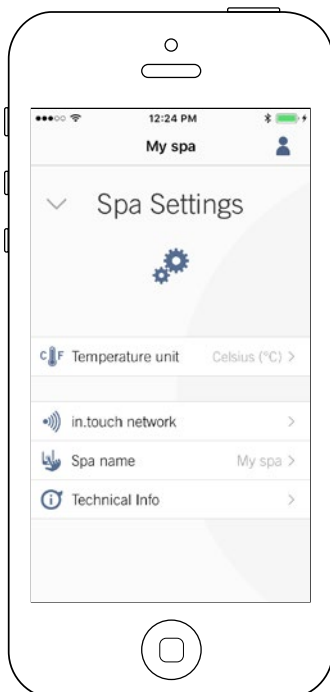 12:24 PM
My spa
Spa Settings
C F Temperature unit Celsius (°C) >
in.touch network >
Spa name My spa >
Technical Info >